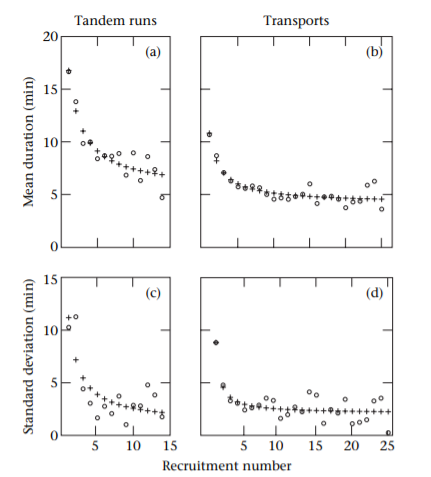 Tandem runs Transports
20
(a) (b)
15
10
5
0
Mean duration (min)
15
(c) (d)
10
5
0
Standard deviation (min)
5 10 15 5 10 15 20 25
Recruitment number